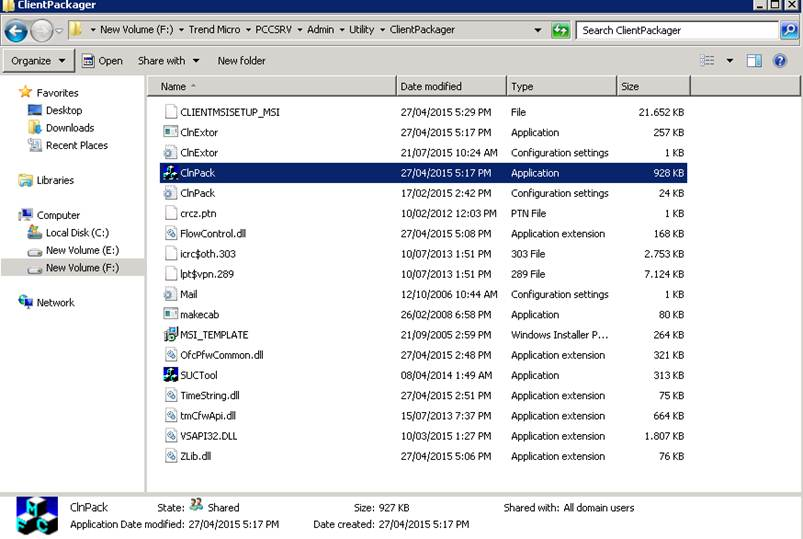 ClientPackager
New Volume (F:) Trend Micro PCCSRV Admin Utility ClientPackager Search ClientPackager
Organize Open Share with New folder
Favorites
Desktop
Downloads
Recent Places
Libraries
Computer
Local Disk (C:)
New Volume (E:)
New Volume (F:)
Network
Name Date modified Type Size
CLIENTMSISETUP_MSI 27/04/2015 5:29 PM File 21.652 KB
ClnExtor 27/04/2015 5:17 PM Application 257 KB
ClnExtor 21/07/2015 10:24 AM Configuration settings 1 KB
ClnPack 27/04/2015 5:17 PM Application 928 KB
ClnPack 17/02/2015 2:42 PM Configuration settings 24 KB
crcz.ptn 10/02/2012 12:03 PM PTN File 1 KB
FlowControl.dll 27/04/2015 5:08 PM Application extension 168 KB
icrc$oth.303 10/07/2013 1:51 PM 303 File 2.753 KB
lpt$vpn.289 10/07/2013 1:51 PM 289 File 7.124 KB
Mail 12/10/2006 10:44 AM Configuration settings 1 KB
makecab 26/02/2008 6:58 PM Application 80 KB
MSI_TEMPLATE 21/09/2005 2:59 PM Windows Installer P... 264 KB
OfcPfwCommon.dll 27/04/2015 2:48 PM Application extension 321 KB
SUCTool 08/04/2014 1:49 AM Application 313 KB
TimeString.dll 27/04/2015 2:51 PM Application extension 75 KB
tmCfwApi.dll 15/07/2013 7:37 PM Application extension 664 KB
VSAPI32.DLL 10/03/2015 1:27 PM Application extension 1.807 KB
ZLib.dll 27/04/2015 5:06 PM Application extension 76 KB
ClnPack State: Shared Size: 927 KB Shared with: All domain users
Application Date modified: 27/04/2015 5:17 PM Date created: 27/04/2015 5:17 PM